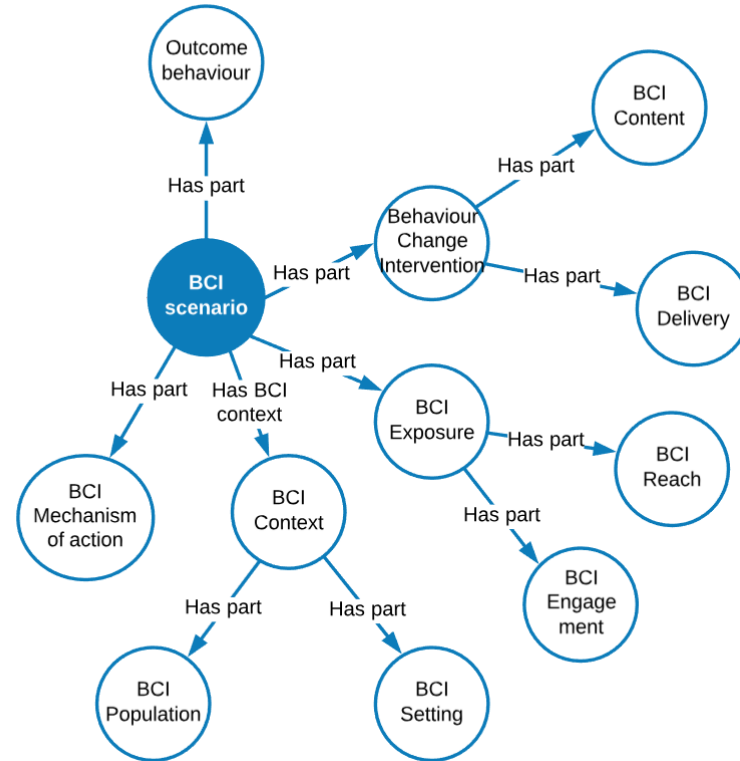 Outcome
behaviour
BCI
Content
Has part
Has part
Behaviour
Change
Intervention
BCI
scenario
Has part
Has part
BCI
Delivery
Has part
Has part
Has BCI
context
BCI
Exposure
Has part
BCI
Reach
BCI
Mechanism
of action
BCI
Context
Has part
BCI
Engage
ment
Has part
Has part
BCI
Population
BCI
Setting